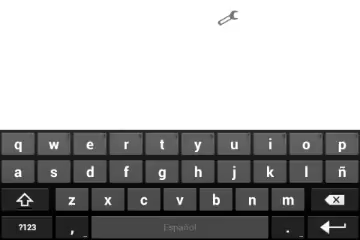 q w e r t y u i o p
a s d f g h j k l ñ
z x c v b n m
?123 , Español .